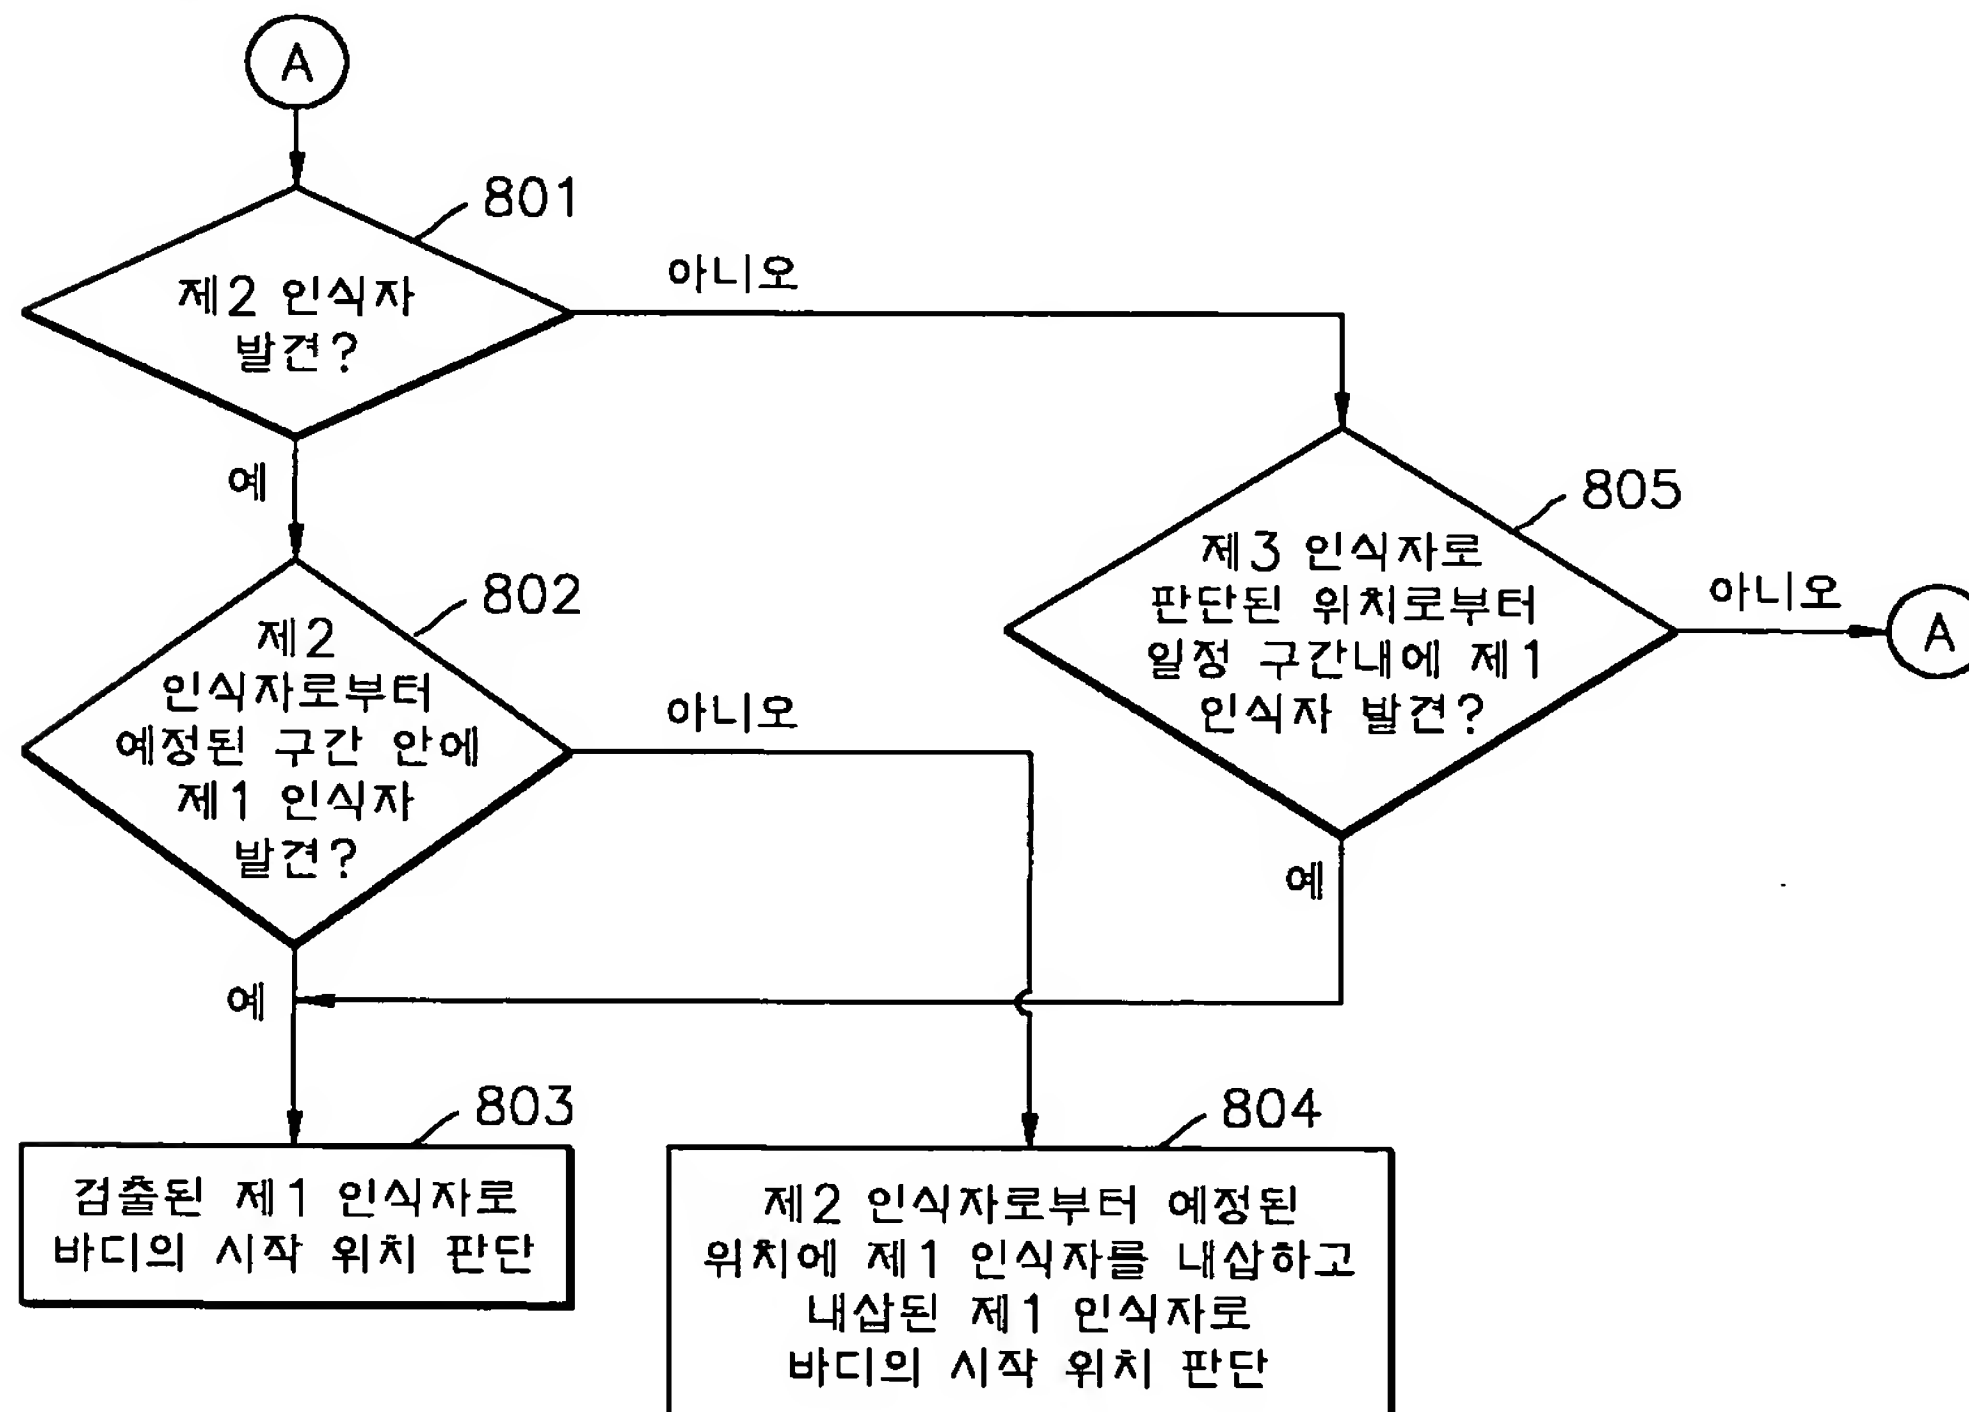 A
801
제2 인식자
발견?
아니오
예
802
제2
인식자로부터
예정된 구간 안에
제1 인식자
발견?
아니오
예
805
제3 인식자로
판단된 위치로부터
일정 구간내에 제1
인식자 발견?
아니오
A
예
803
검출된 제1 인식자로
바디의 시작 위치 판단
804
제2 인식자로부터 예정된
위치에 제1 인식자를 내삽하고
내삽된 제1 인식자로
바디의 시작 위치 판단